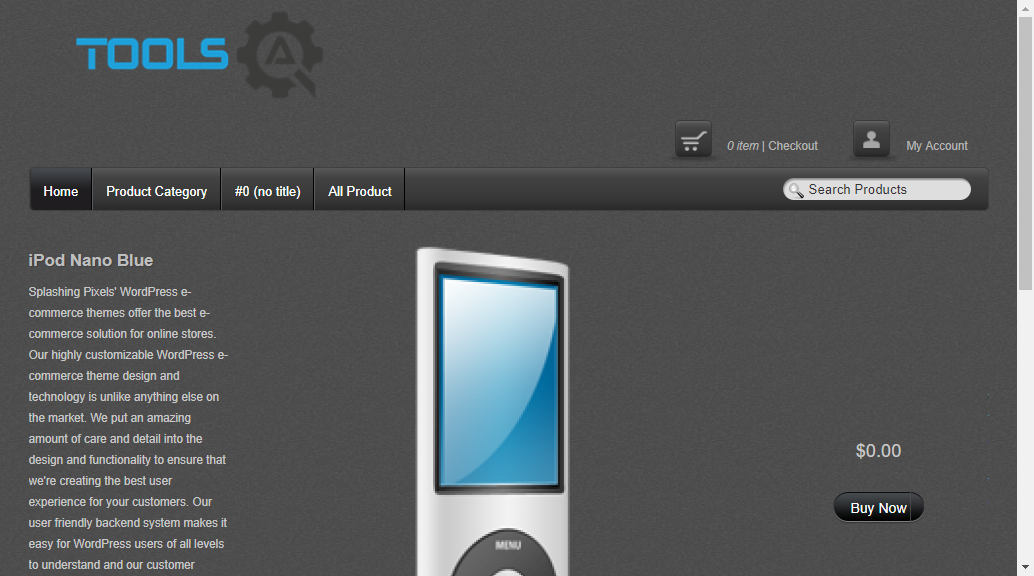 TOOLS QA
0 item | Checkout
My Account
Home
Product Category
#0 (no title)
All Product
Search Products
iPod Nano Blue
Splashing Pixels' WordPress e-
commerce themes offer the best e-
commerce solution for online stores.
Our highly customizable WordPress e-
commerce theme design and
technology is unlike anything else on
the market. We put an amazing
amount of care and detail into the
design and functionality to ensure that
we're creating the best user
experience for your customers. Our
user friendly backend system makes it
easy for WordPress users of all levels
to understand and our customer
MENU
$0.00
Buy Now